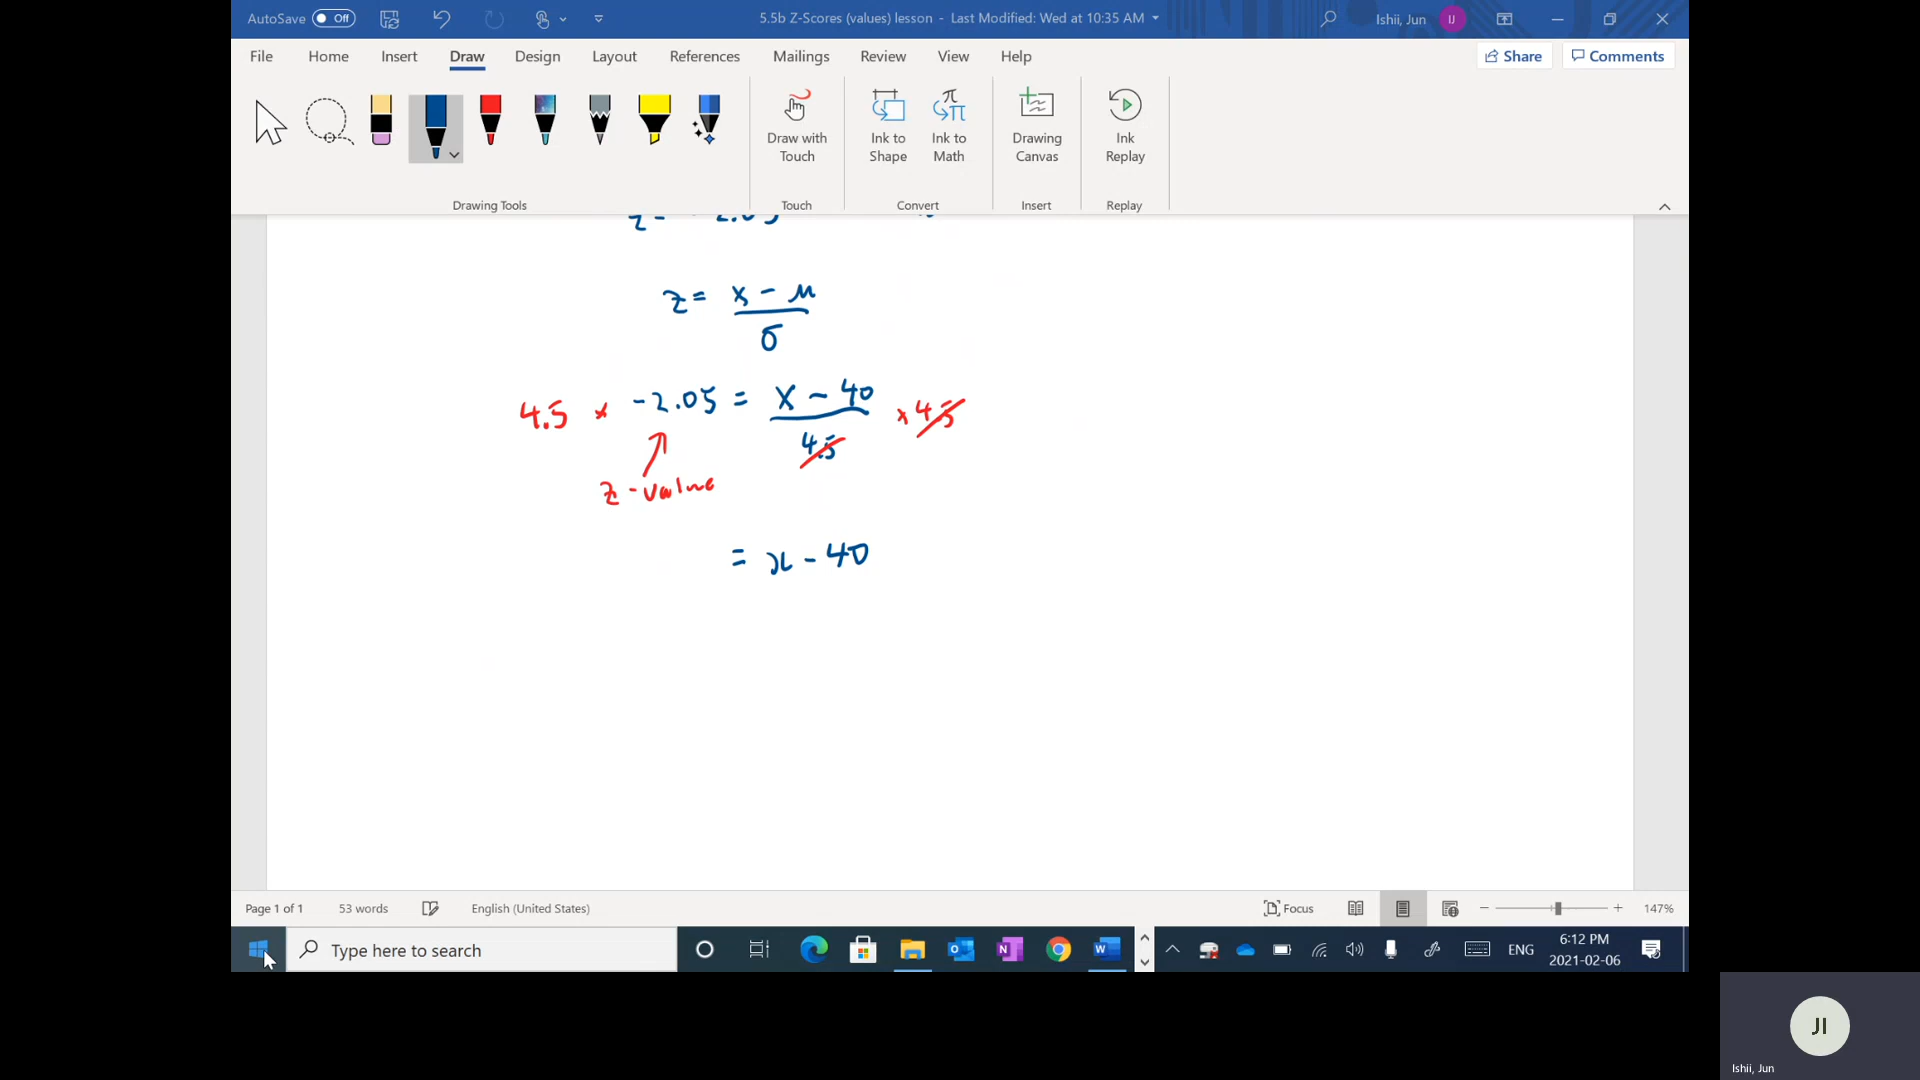 AutoSave Off 5.5b Z-Scores (values) lesson - Last Modified: Wed at 10:35 AM Ishii, Jun IJ
File Home Insert Draw Design Layout References Mailings Review View Help Share Comments
Draw with Touch Ink to Shape Ink to Math Drawing Canvas Ink Replay
Drawing Tools Touch Convert Insert Replay
z = x - μ
σ
4.5 × -2.05 = x - 40 × 4.5
4.5
z-value
= x - 40
Page 1 of 1 53 words English (United States) Focus 147%
Type here to search ENG 6:12 PM
2021-02-06
JI
Ishii, Jun